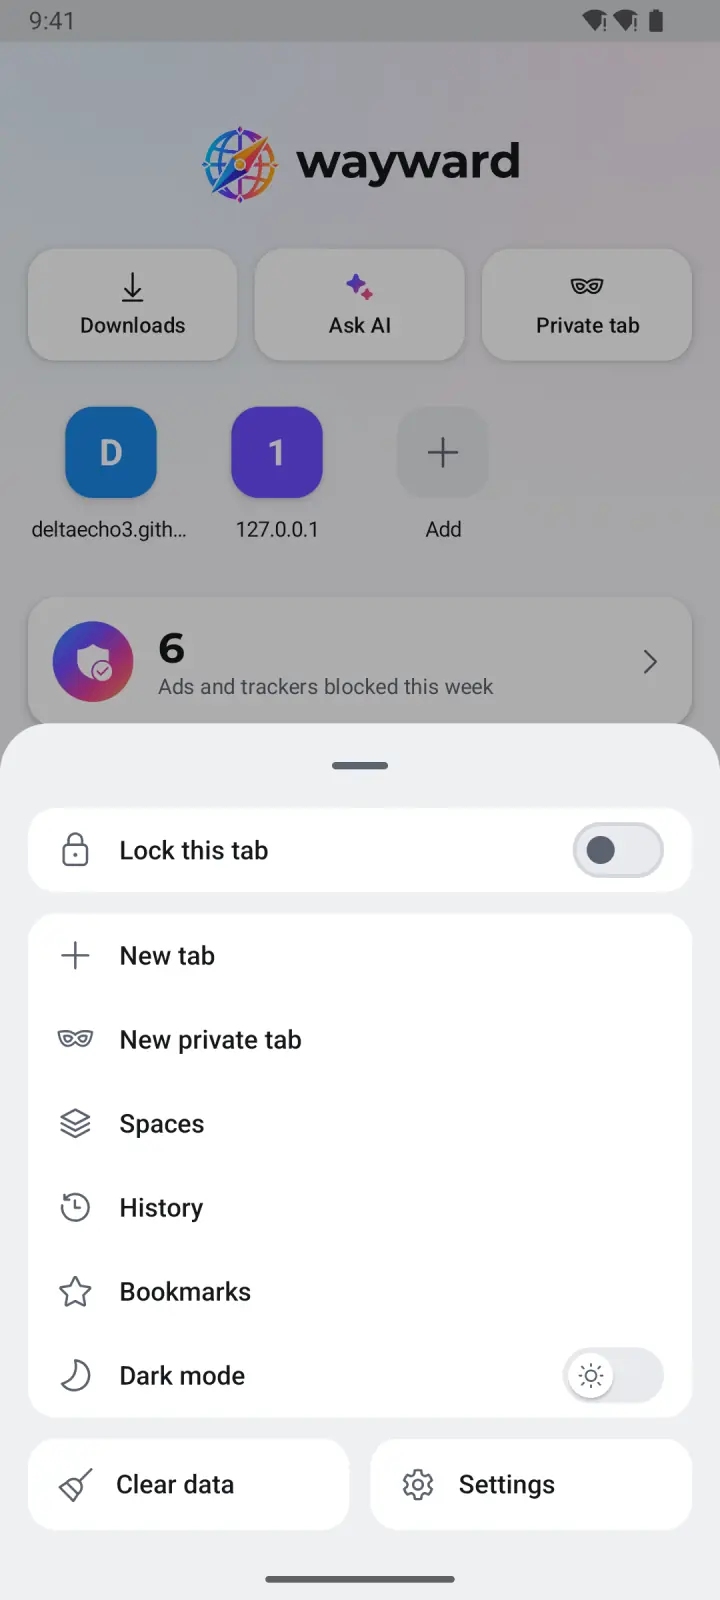 9:41
wayward
Downloads
Ask AI
Private tab
D
1
deltaecho3.gith...
127.0.0.1
Add
6
Ads and trackers blocked this week
Lock this tab
New tab
New private tab
Spaces
History
Bookmarks
Dark mode
Clear data
Settings